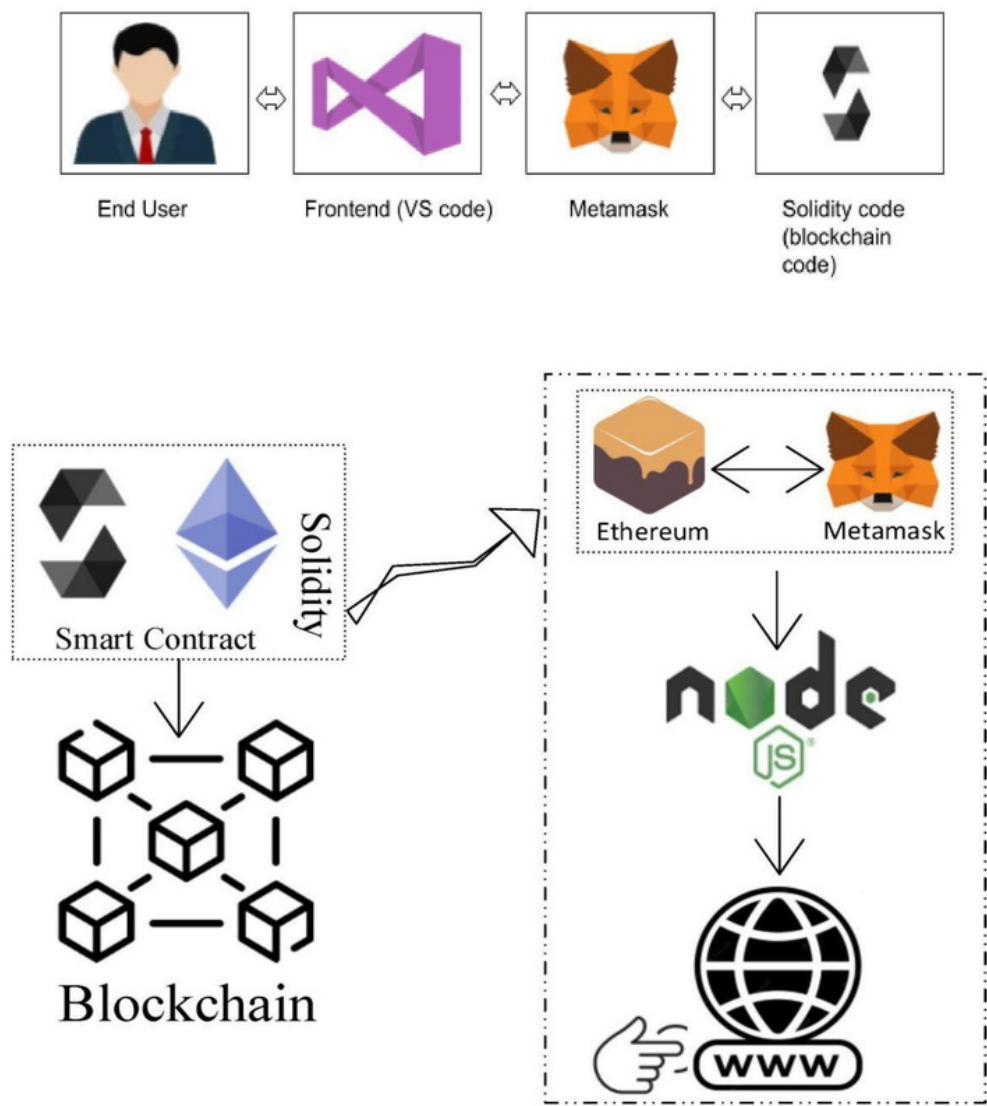 End User
Frontend (VS code)
Metamask
Solidity code
(blockchain
code)
Smart Contract
Solidity
Ethereum
Metamask
node
JS
Blockchain
www